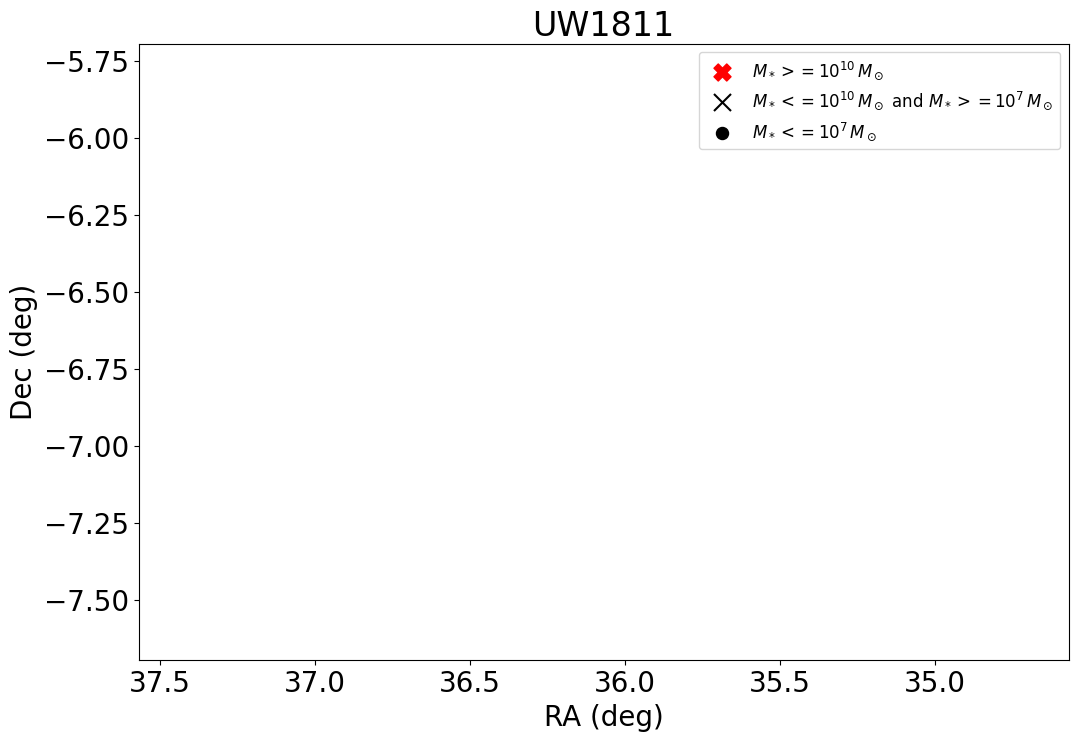 UW1811
M* >= 10^10 M⊙
M* <= 10^10 M⊙ and M* >= 10^7 M⊙
M* <= 10^7 M⊙
−5.75
−6.00
−6.25
−6.50
−6.75
−7.00
−7.25
−7.50
Dec (deg)
37.5 37.0 36.5 36.0 35.5 35.0
RA (deg)